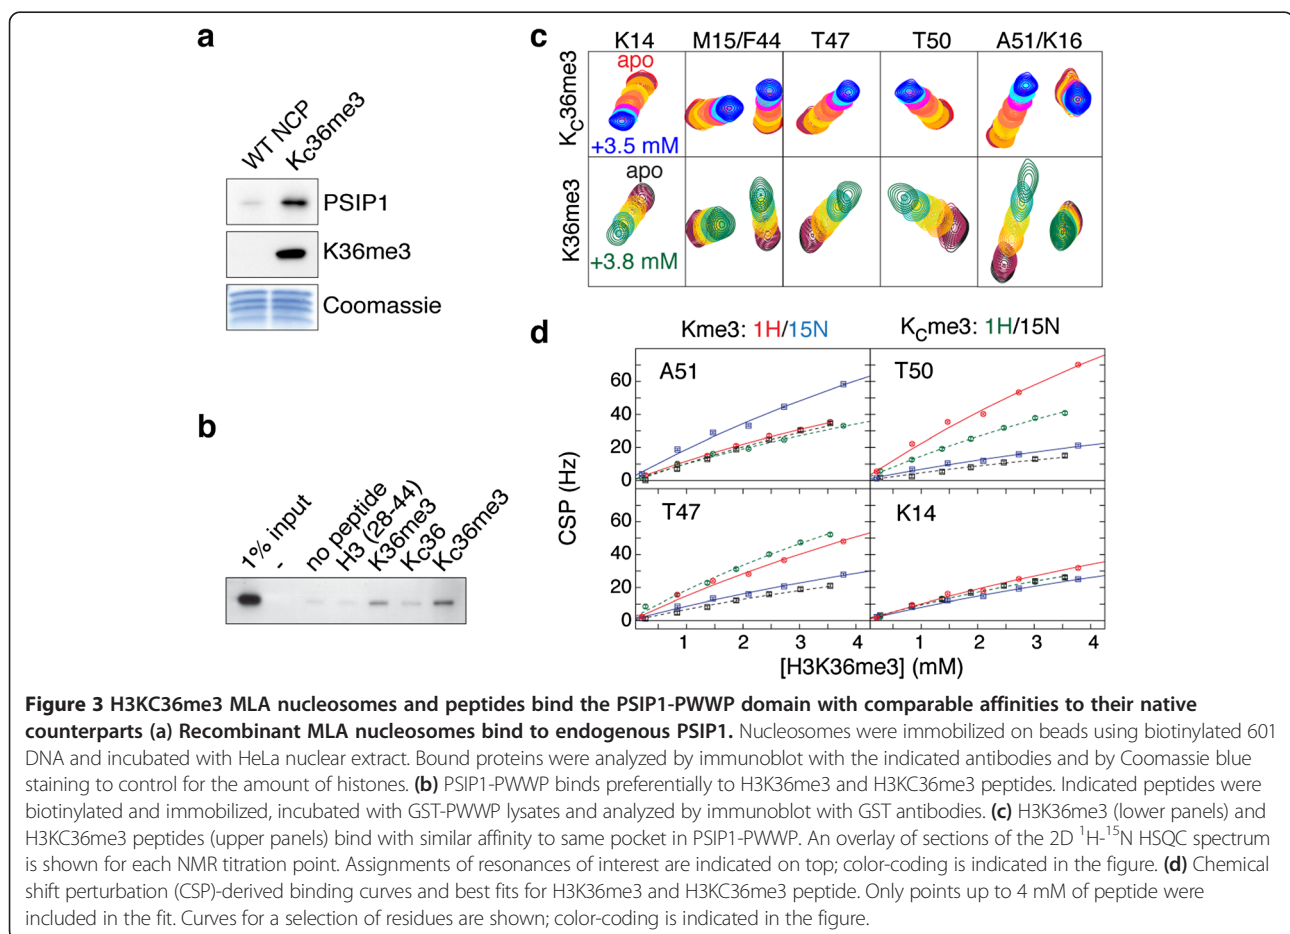 a
WT NCP
KC36me3
PSIP1
K36me3
Coomassie
b
1% input
-
no peptide
H3 (28-44)
K36me3
KC36
KC36me3
c
K14 M15/F44 T47 T50 A51/K16
KC36me3
apo
+3.5 mM
K36me3
apo
+3.8 mM
d
Kme3: 1H/15N KCme3: 1H/15N
A51 T50
T47 K14
CSP (Hz)
60
40
20
0
60
40
20
0
1 2 3 4 1 2 3 4
[H3K36me3] (mM)
Figure 3 H3KC36me3 MLA nucleosomes and peptides bind the PSIP1-PWWP domain with comparable affinities to their native
counterparts (a) Recombinant MLA nucleosomes bind to endogenous PSIP1. Nucleosomes were immobilized on beads using biotinylated 601
DNA and incubated with HeLa nuclear extract. Bound proteins were analyzed by immunoblot with the indicated antibodies and by Coomassie blue
staining to control for the amount of histones. (b) PSIP1-PWWP binds preferentially to H3K36me3 and H3KC36me3 peptides. Indicated peptides were
biotinylated and immobilized, incubated with GST-PWWP lysates and analyzed by immunoblot with GST antibodies. (c) H3K36me3 (lower panels) and
H3KC36me3 peptides (upper panels) bind with similar affinity to same pocket in PSIP1-PWWP. An overlay of sections of the 2D ¹H-¹⁵N HSQC spectrum
is shown for each NMR titration point. Assignments of resonances of interest are indicated on top; color-coding is indicated in the figure. (d) Chemical
shift perturbation (CSP)-derived binding curves and best fits for H3K36me3 and H3KC36me3 peptide. Only points up to 4 mM of peptide were
included in the fit. Curves for a selection of residues are shown; color-coding is indicated in the figure.